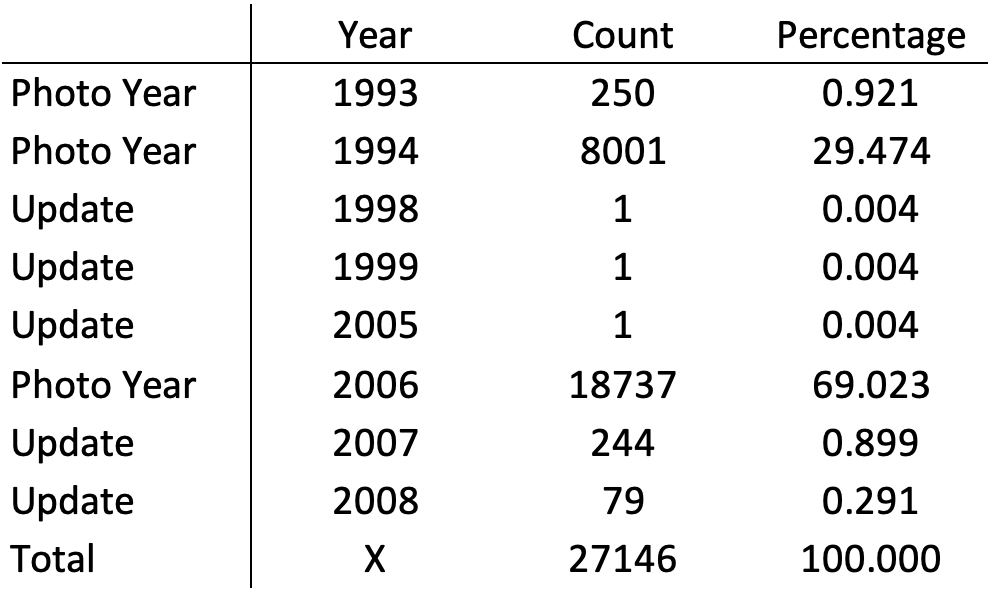 Year Count Percentage
Photo Year 1993 250 0.921
Photo Year 1994 8001 29.474
Update 1998 1 0.004
Update 1999 1 0.004
Update 2005 1 0.004
Photo Year 2006 18737 69.023
Update 2007 244 0.899
Update 2008 79 0.291
Total X 27146 100.000